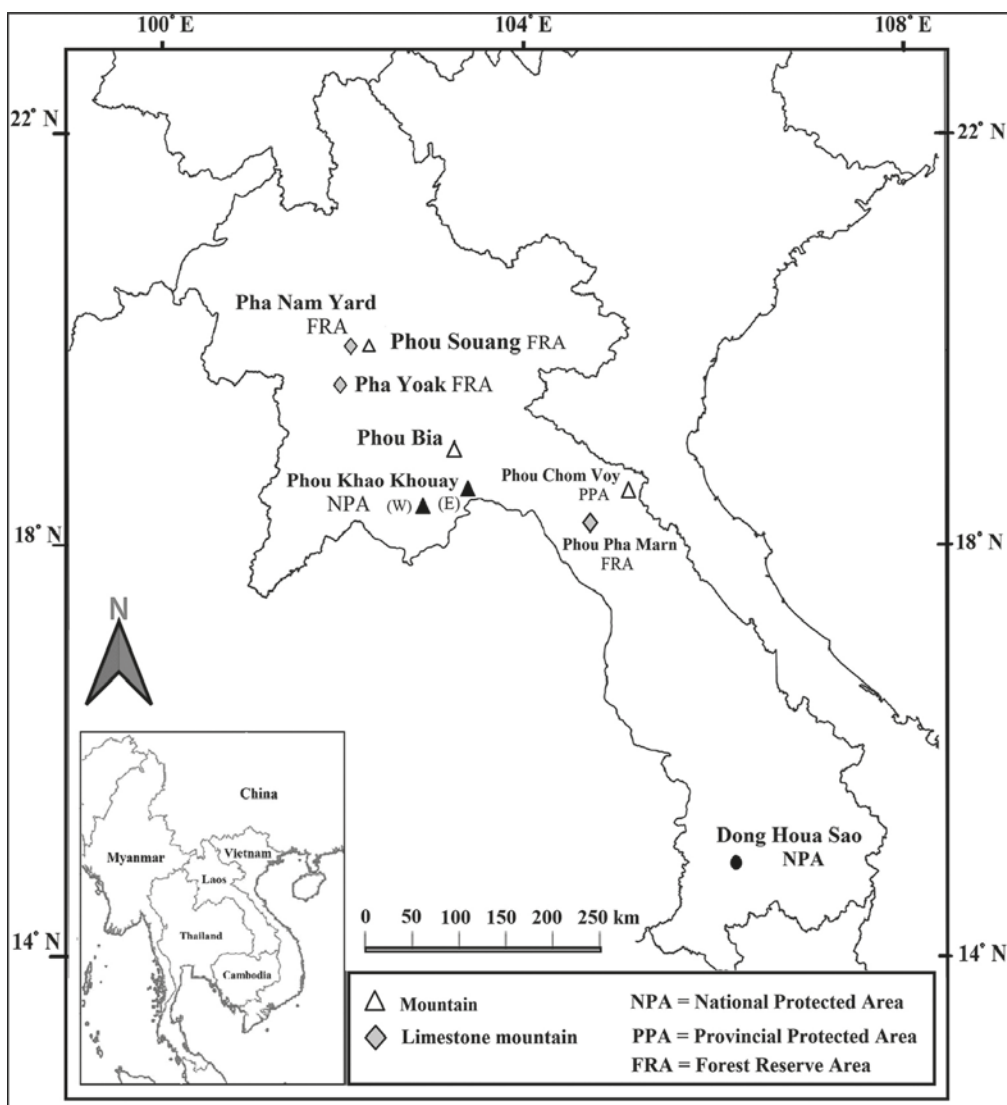 100° E
104° E
108° E
22° N
22° N
Pha Nam Yard
FRA
Phou Souang FRA
Pha Yoak FRA
Phou Bia
Phou Khao Khouay
NPA (W) (E)
Phou Chom Voy
PPA
18° N
18° N
Phou Pha Marn
FRA
N
China
Myanmar
Vietnam
Laos
Thailand
Cambodia
Dong Houa Sao
NPA
0 50 100 150 200 250 km
14° N
14° N
Mountain
Limestone mountain
NPA = National Protected Area
PPA = Provincial Protected Area
FRA = Forest Reserve Area